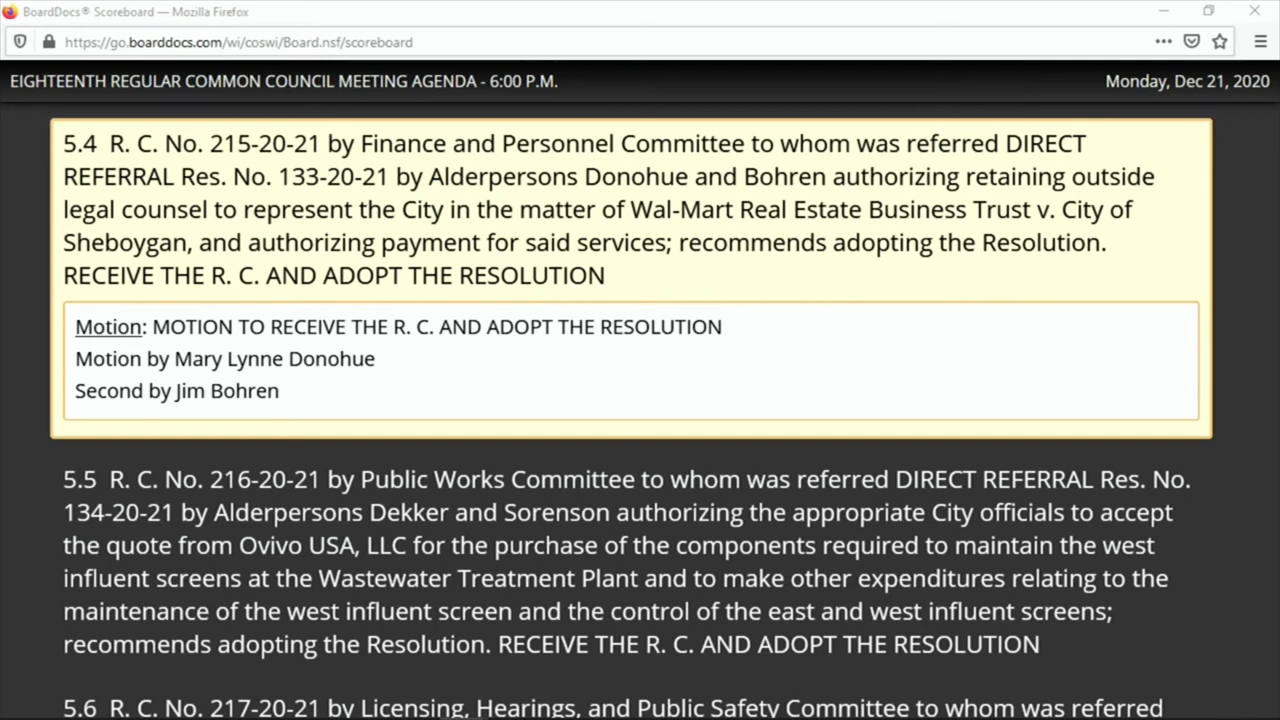 BoardDocs® Scoreboard — Mozilla Firefox
https://go.boarddocs.com/wi/coswi/Board.nsf/scoreboard
EIGHTEENTH REGULAR COMMON COUNCIL MEETING AGENDA - 6:00 P.M. Monday, Dec 21, 2020
5.4 R. C. No. 215-20-21 by Finance and Personnel Committee to whom was referred DIRECT
REFERRAL Res. No. 133-20-21 by Alderpersons Donohue and Bohren authorizing retaining outside
legal counsel to represent the City in the matter of Wal-Mart Real Estate Business Trust v. City of
Sheboygan, and authorizing payment for said services; recommends adopting the Resolution.
RECEIVE THE R. C. AND ADOPT THE RESOLUTION
Motion: MOTION TO RECEIVE THE R. C. AND ADOPT THE RESOLUTION
Motion by Mary Lynne Donohue
Second by Jim Bohren
5.5 R. C. No. 216-20-21 by Public Works Committee to whom was referred DIRECT REFERRAL Res. No.
134-20-21 by Alderpersons Dekker and Sorenson authorizing the appropriate City officials to accept
the quote from Ovivo USA, LLC for the purchase of the components required to maintain the west
influent screens at the Wastewater Treatment Plant and to make other expenditures relating to the
maintenance of the west influent screen and the control of the east and west influent screens;
recommends adopting the Resolution. RECEIVE THE R. C. AND ADOPT THE RESOLUTION
5.6 R. C. No. 217-20-21 by Licensing, Hearings, and Public Safety Committee to whom was referred